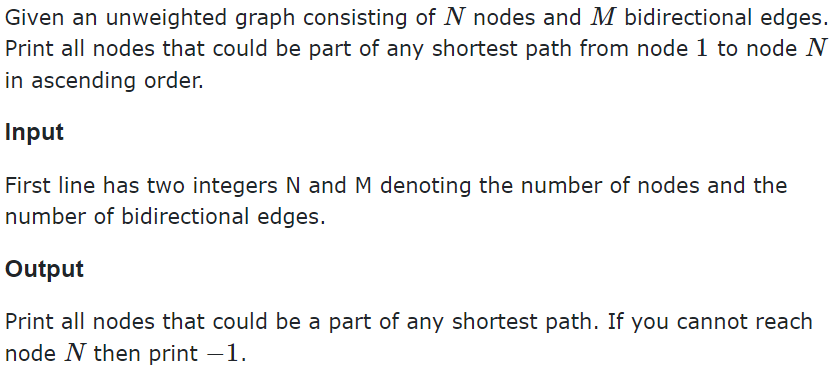 Given an unweighted graph consisting of N nodes and M bidirectional edges.
Print all nodes that could be part of any shortest path from node 1 to node N
in ascending order.
Input
First line has two integers N and M denoting the number of nodes and the
number of bidirectional edges.
Output
Print all nodes that could be a part of any shortest path. If you cannot reach
node N then print −1.